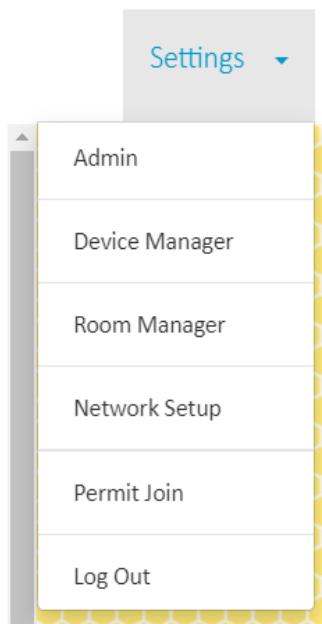 Settings
Admin
Device Manager
Room Manager
Network Setup
Permit Join
Log Out